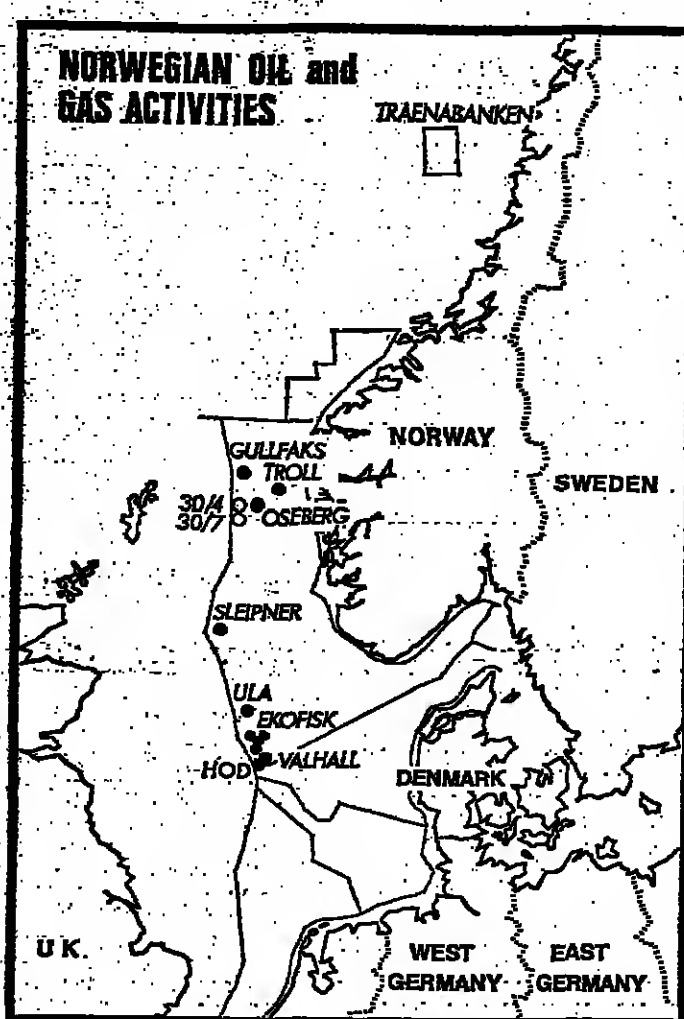 NORWEGIAN OIL and
GAS ACTIVITIES
TRAENABANKEN
NORWAY
SWEDEN
GULLFAKS
TROLL
30/4
30/7
OSEBERG
SLEIPNER
ULA
EKOFISK
VALHALL
HOD
DENMARK
U K.
WEST
GERMANY
EAST
GERMANY